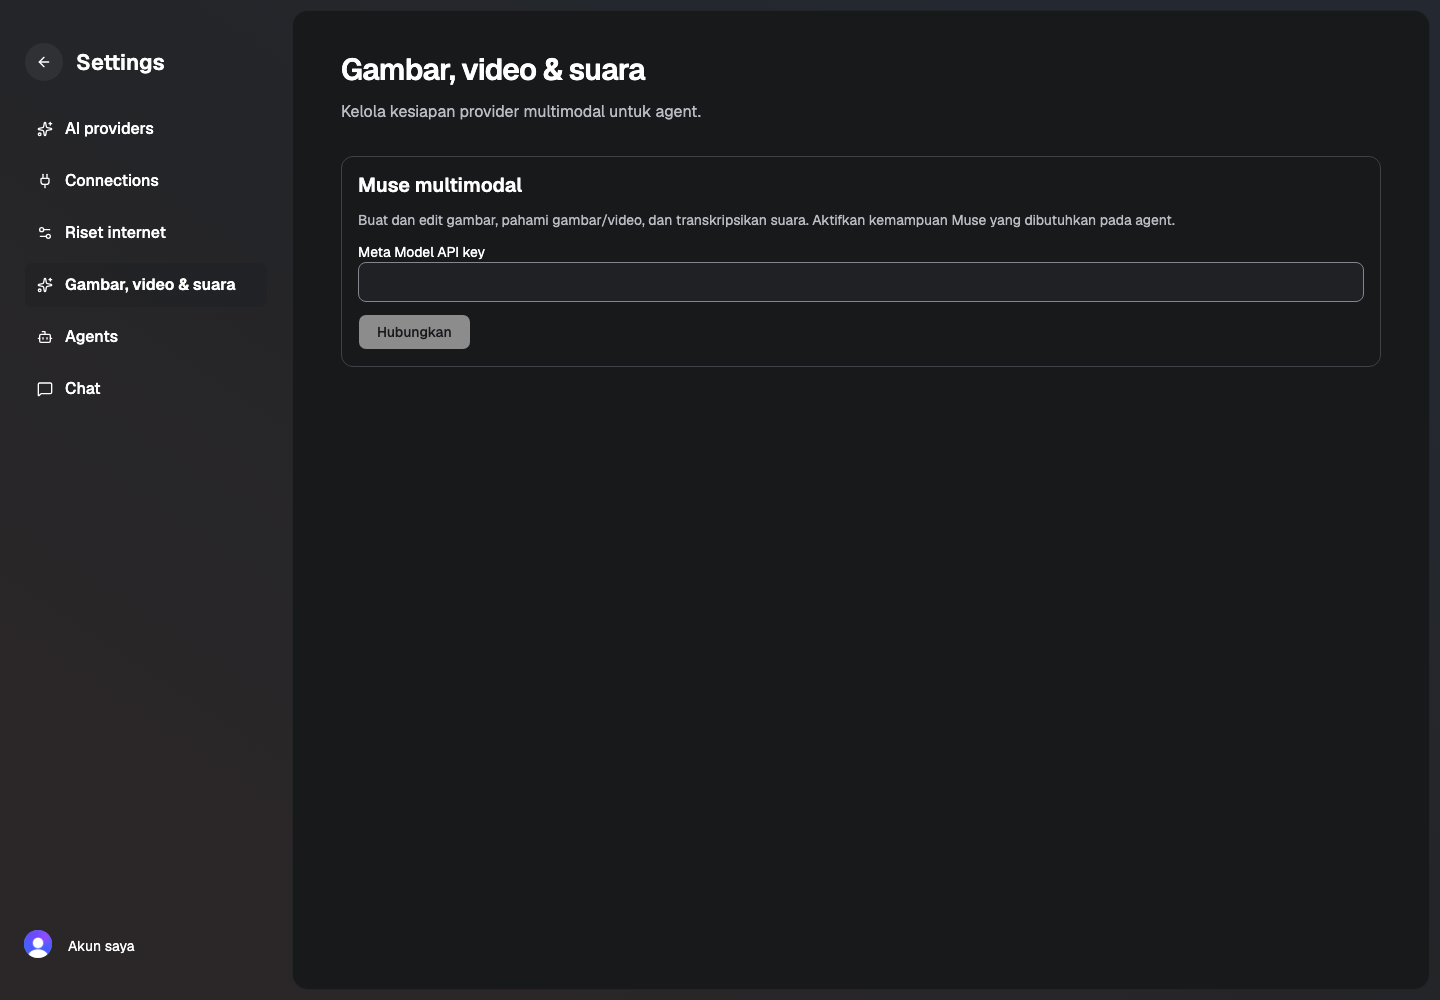 Settings
AI providers
Connections
Riset internet
Gambar, video & suara
Agents
Chat
Akun saya
Gambar, video & suara
Kelola kesiapan provider multimodal untuk agent.
Muse multimodal
Buat dan edit gambar, pahami gambar/video, dan transkripsikan suara. Aktifkan kemampuan Muse yang dibutuhkan pada agent.
Meta Model API key
Hubungkan